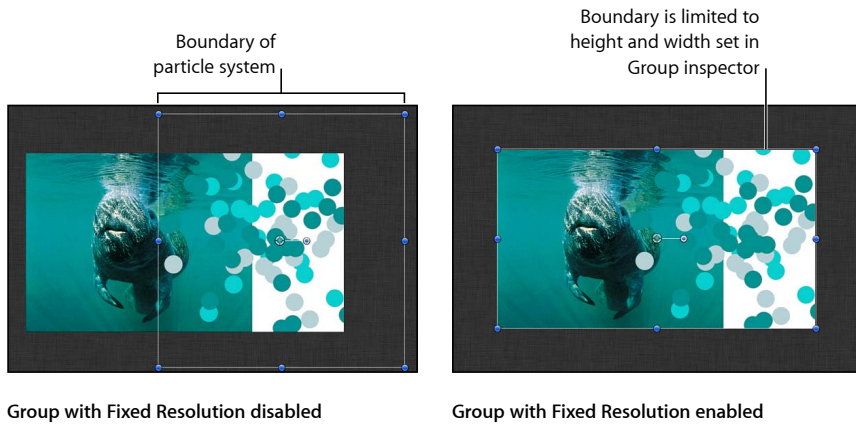 Boundary of
particle system
Boundary is limited to
height and width set in
Group inspector
Group with Fixed Resolution disabled
Group with Fixed Resolution enabled